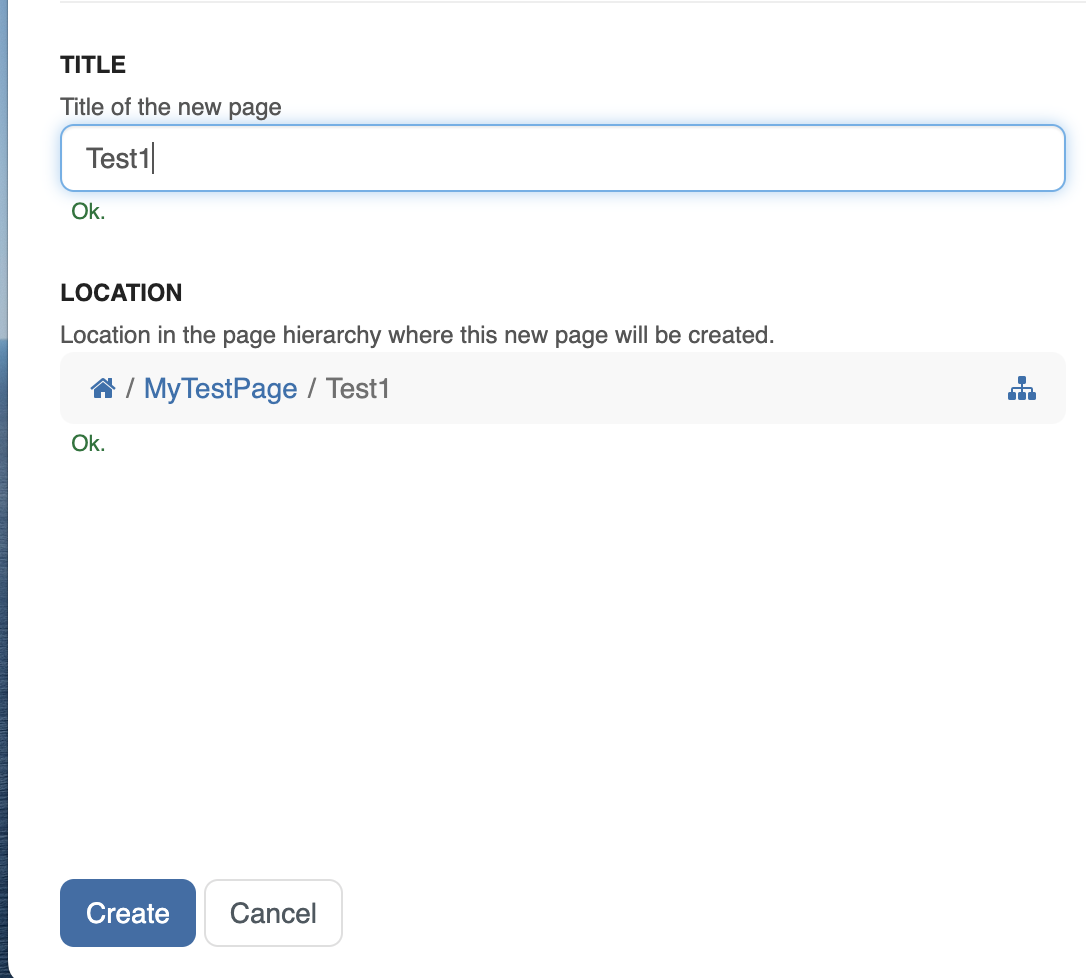 TITLE
Title of the new page
Test1
Ok.
LOCATION
Location in the page hierarchy where this new page will be created.
/ MyTestPage / Test1
Ok.
Create Cancel